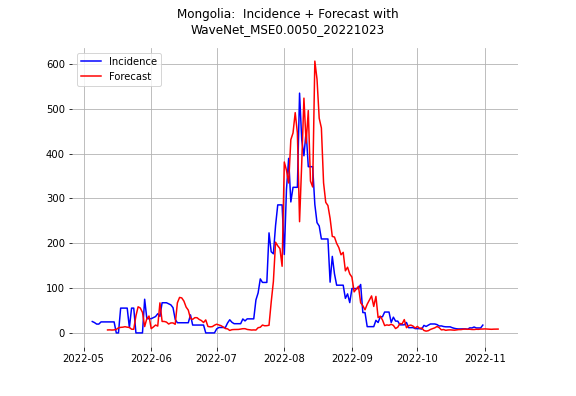 Mongolia:  Incidence + Forecast with
WaveNet_MSE0.0050_20221023
Incidence
Forecast
600
500
400
300
200
100
0
2022-05 2022-06 2022-07 2022-08 2022-09 2022-10 2022-11